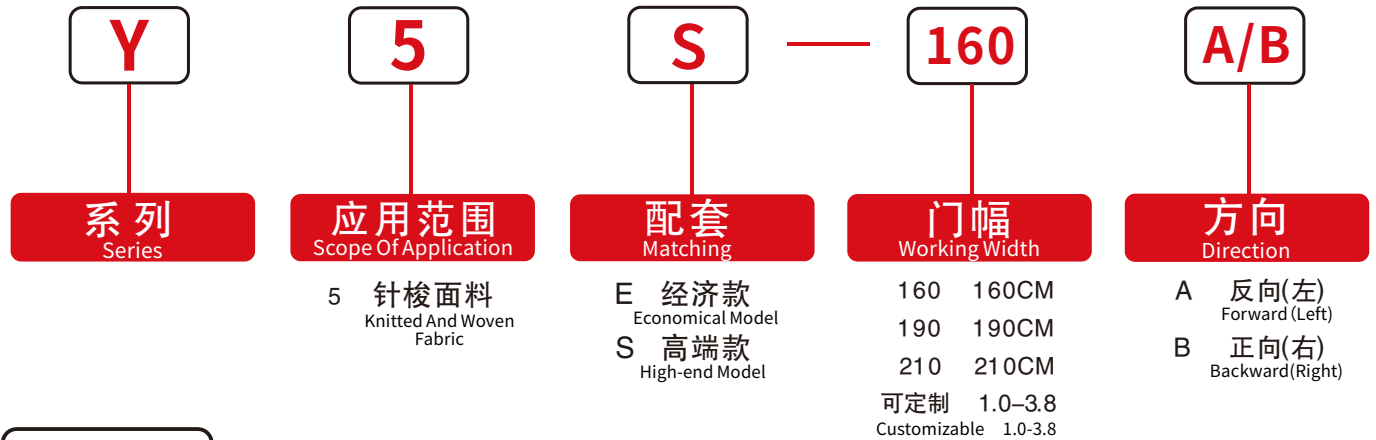 Y 5 S — 160 A/B
系列
Series
应用范围
Scope Of Application
5 针梭面料
Knitted And Woven
Fabric
配套
Matching
E 经济款
Economical Model
S 高端款
High-end Model
门幅
Working Width
160 160CM
190 190CM
210 210CM
可定制 1.0–3.8
Customizable 1.0-3.8
方向
Direction
A 反向(左)
Forward (Left)
B 正向(右)
Backward(Right)